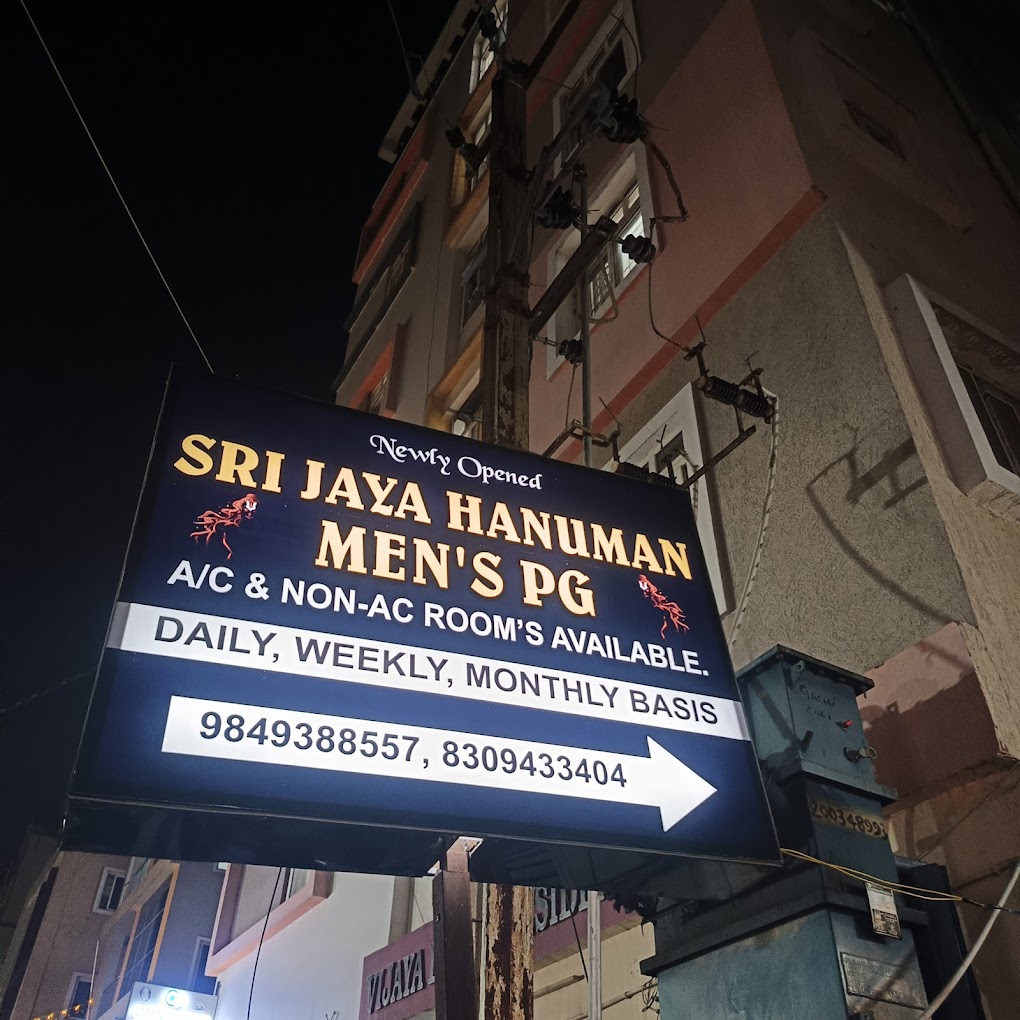 Newly Opened
SRI JAYA HANUMAN
MEN'S PG
A/C & NON-AC ROOM'S AVAILABLE.
DAILY, WEEKLY, MONTHLY BASIS
9849388557, 8309433404
VIJAYA